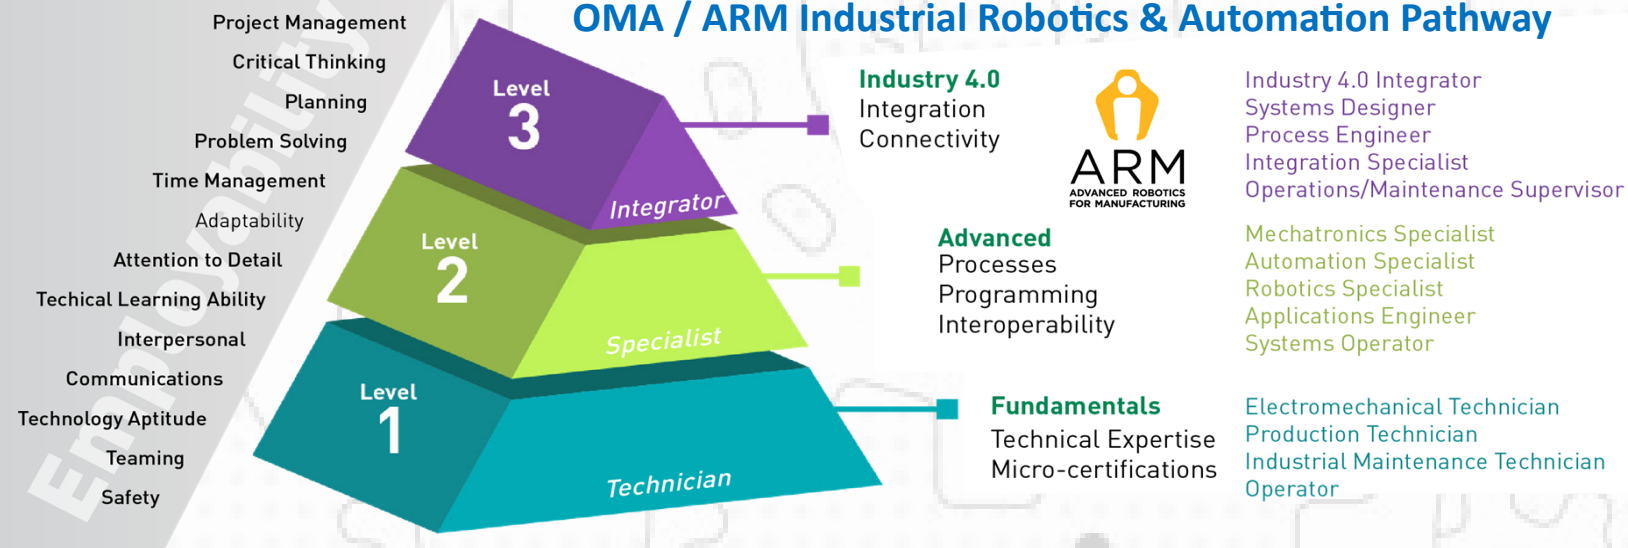 OMA / ARM Industrial Robotics & Automation Pathway
Employability
Project Management
Critical Thinking
Planning
Problem Solving
Time Management
Adaptability
Attention to Detail
Techical Learning Ability
Interpersonal
Communications
Technology Aptitude
Teaming
Safety
Level
3
Integrator
Level
2
Specialist
Level
1
Technician
Industry 4.0
Integration
Connectivity
ARM
ADVANCED ROBOTICS
FOR MANUFACTURING
Industry 4.0 Integrator
Systems Designer
Process Engineer
Integration Specialist
Operations/Maintenance Supervisor
Advanced
Processes
Programming
Interoperability
Mechatronics Specialist
Automation Specialist
Robotics Specialist
Applications Engineer
Systems Operator
Fundamentals
Technical Expertise
Micro-certifications
Electromechanical Technician
Production Technician
Industrial Maintenance Technician
Operator